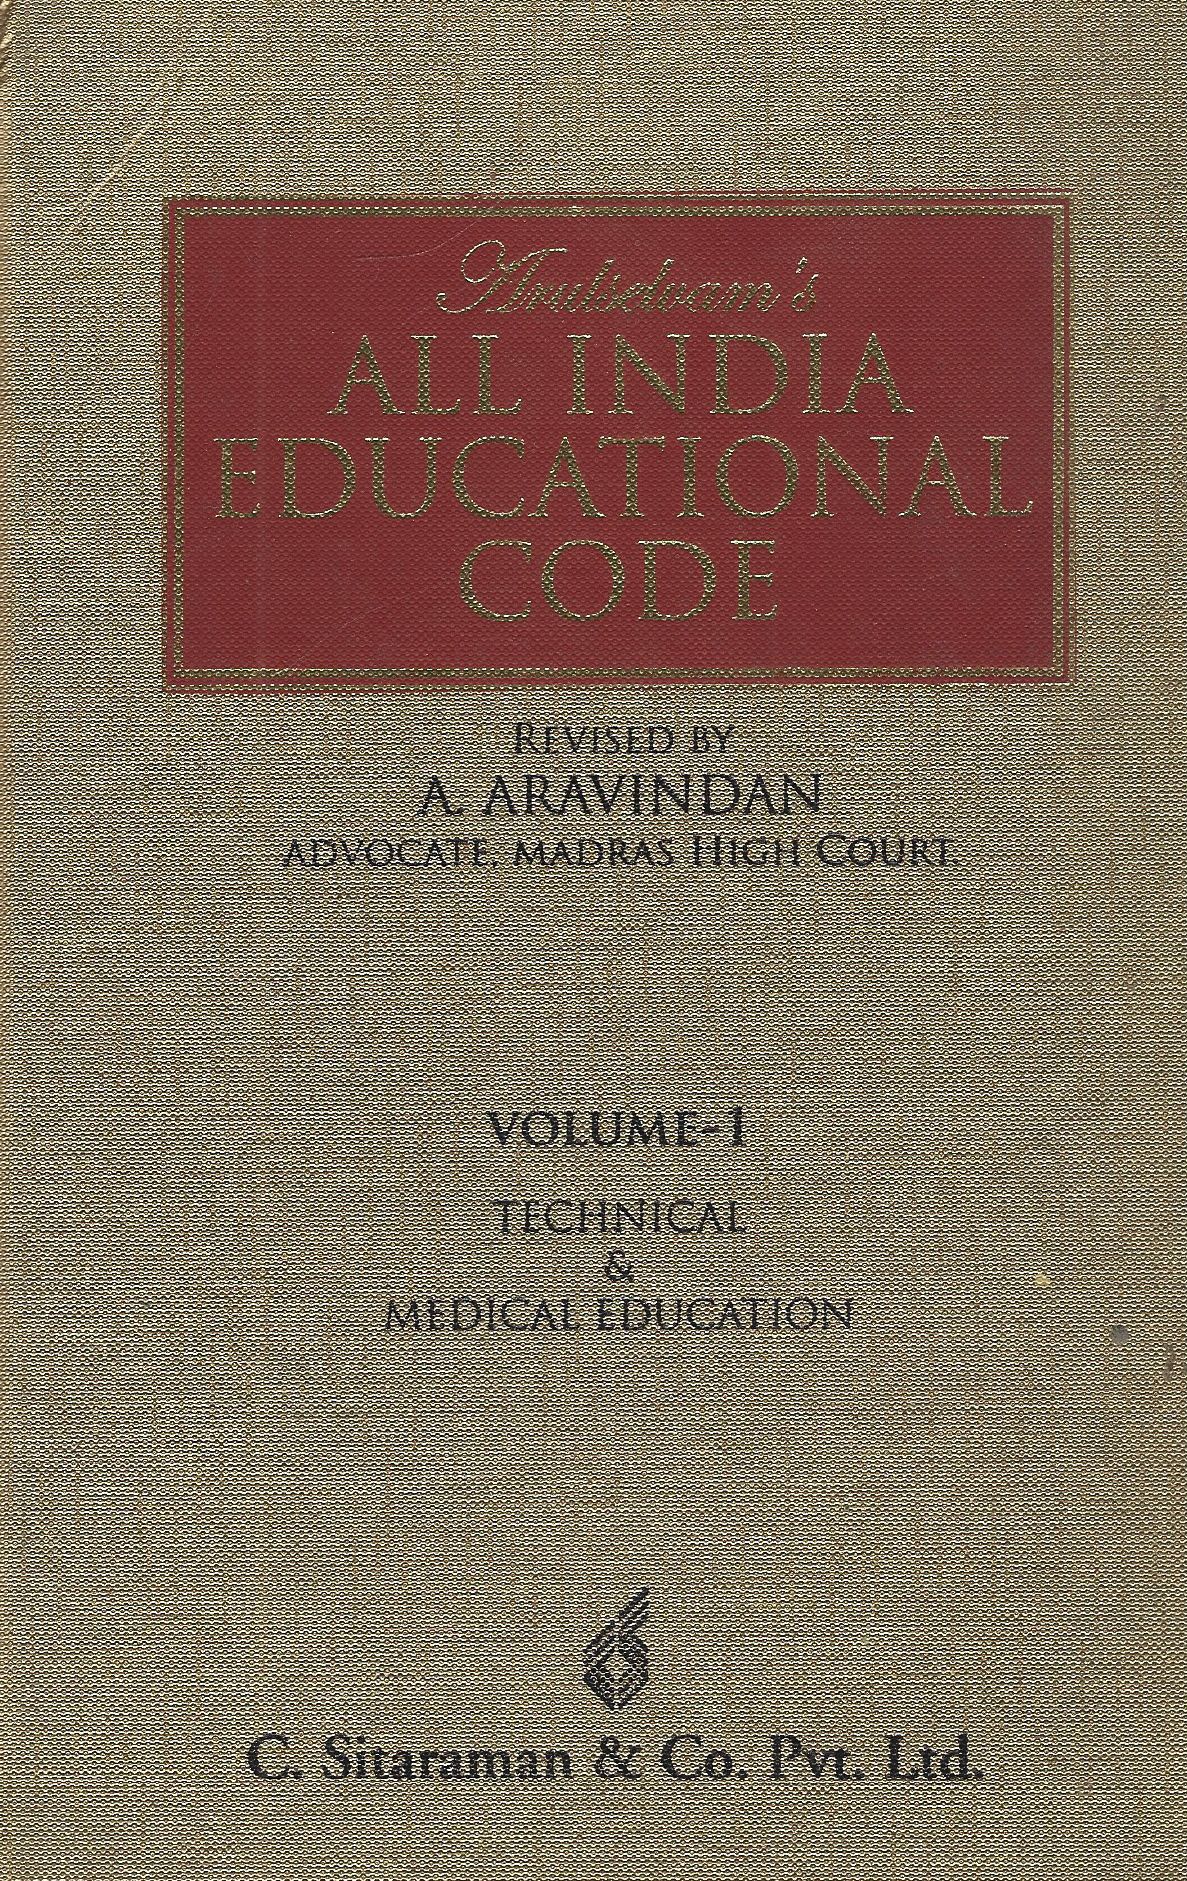 Arulselvam's
ALL INDIA
EDUCATIONAL
CODE
REVISED BY
A. ARAVINDAN
ADVOCATE, MADRAS HIGH COURT.
VOLUME-1
TECHNICAL
&
MEDICAL EDUCATION
C. Sitaraman & Co. Pvt. Ltd.